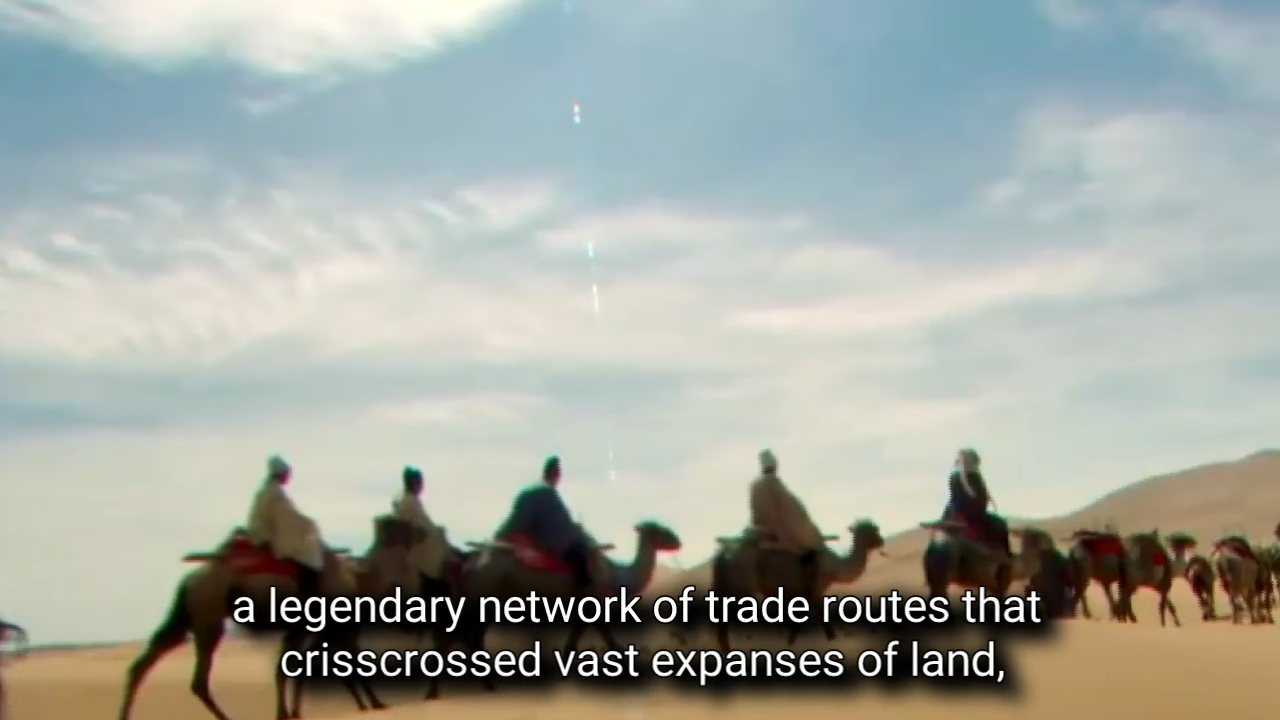 a legendary network of trade routes that
crisscrossed vast expanses of land,